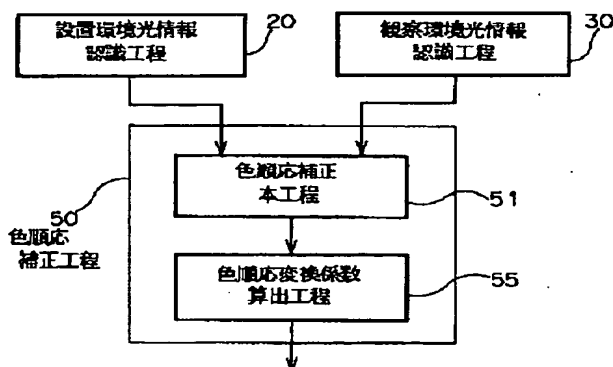 設置環境光情報
認識工程
20
観察環境光情報
認識工程
30
色順応補正
本工程
51
50
色順応
補正工程
色順応変換係数
算出工程
55